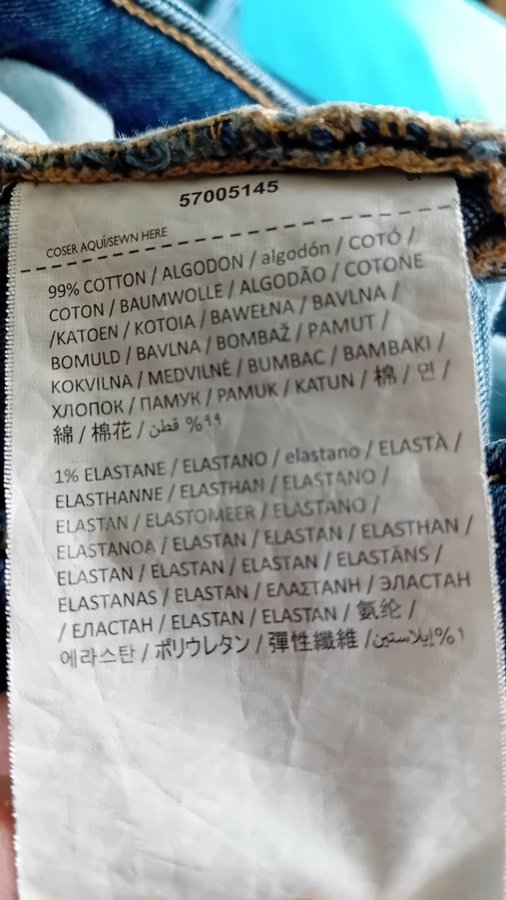 57005145
COSER AQUÍ/SEWN HERE
99% COTTON / ALGODON / algodón / COTÓ /
COTON / BAUMWOLLE / ALGODÃO / COTONE
/KATOEN / KOTOIA / BAWEŁNA / BAVLNA /
BOMULD / BAVLNA / BOMBAŽ / PAMUT /
KOKVILNA / MEDVILNĖ / BUMBAC / BAMBAKI /
ХЛОПОК / ПАМУК / PAMUK / KATUN / 棉 / 면 /
綿 / 棉花 / قطن %٩٩
1% ELASTANE / ELASTANO / elastano / ELASTÀ /
ELASTHANNE / ELASTHAN / ELASTANO /
ELASTAN / ELASTOMEER / ELASTANO /
ELASTANOA / ELASTAN / ELASTAN / ELASTHAN /
ELASTAN / ELASTAN / ELASTAN / ELASTĀNS /
ELASTANAS / ELASTAN / ΕΛΑΣΤΑΝΗ / ЭЛАСТАН
/ ЕЛАСТАН / ELASTAN / ELASTAN / 氨纶 /
에라스탄 / ポリウレタン / 彈性纖維 / إيلاستين %١